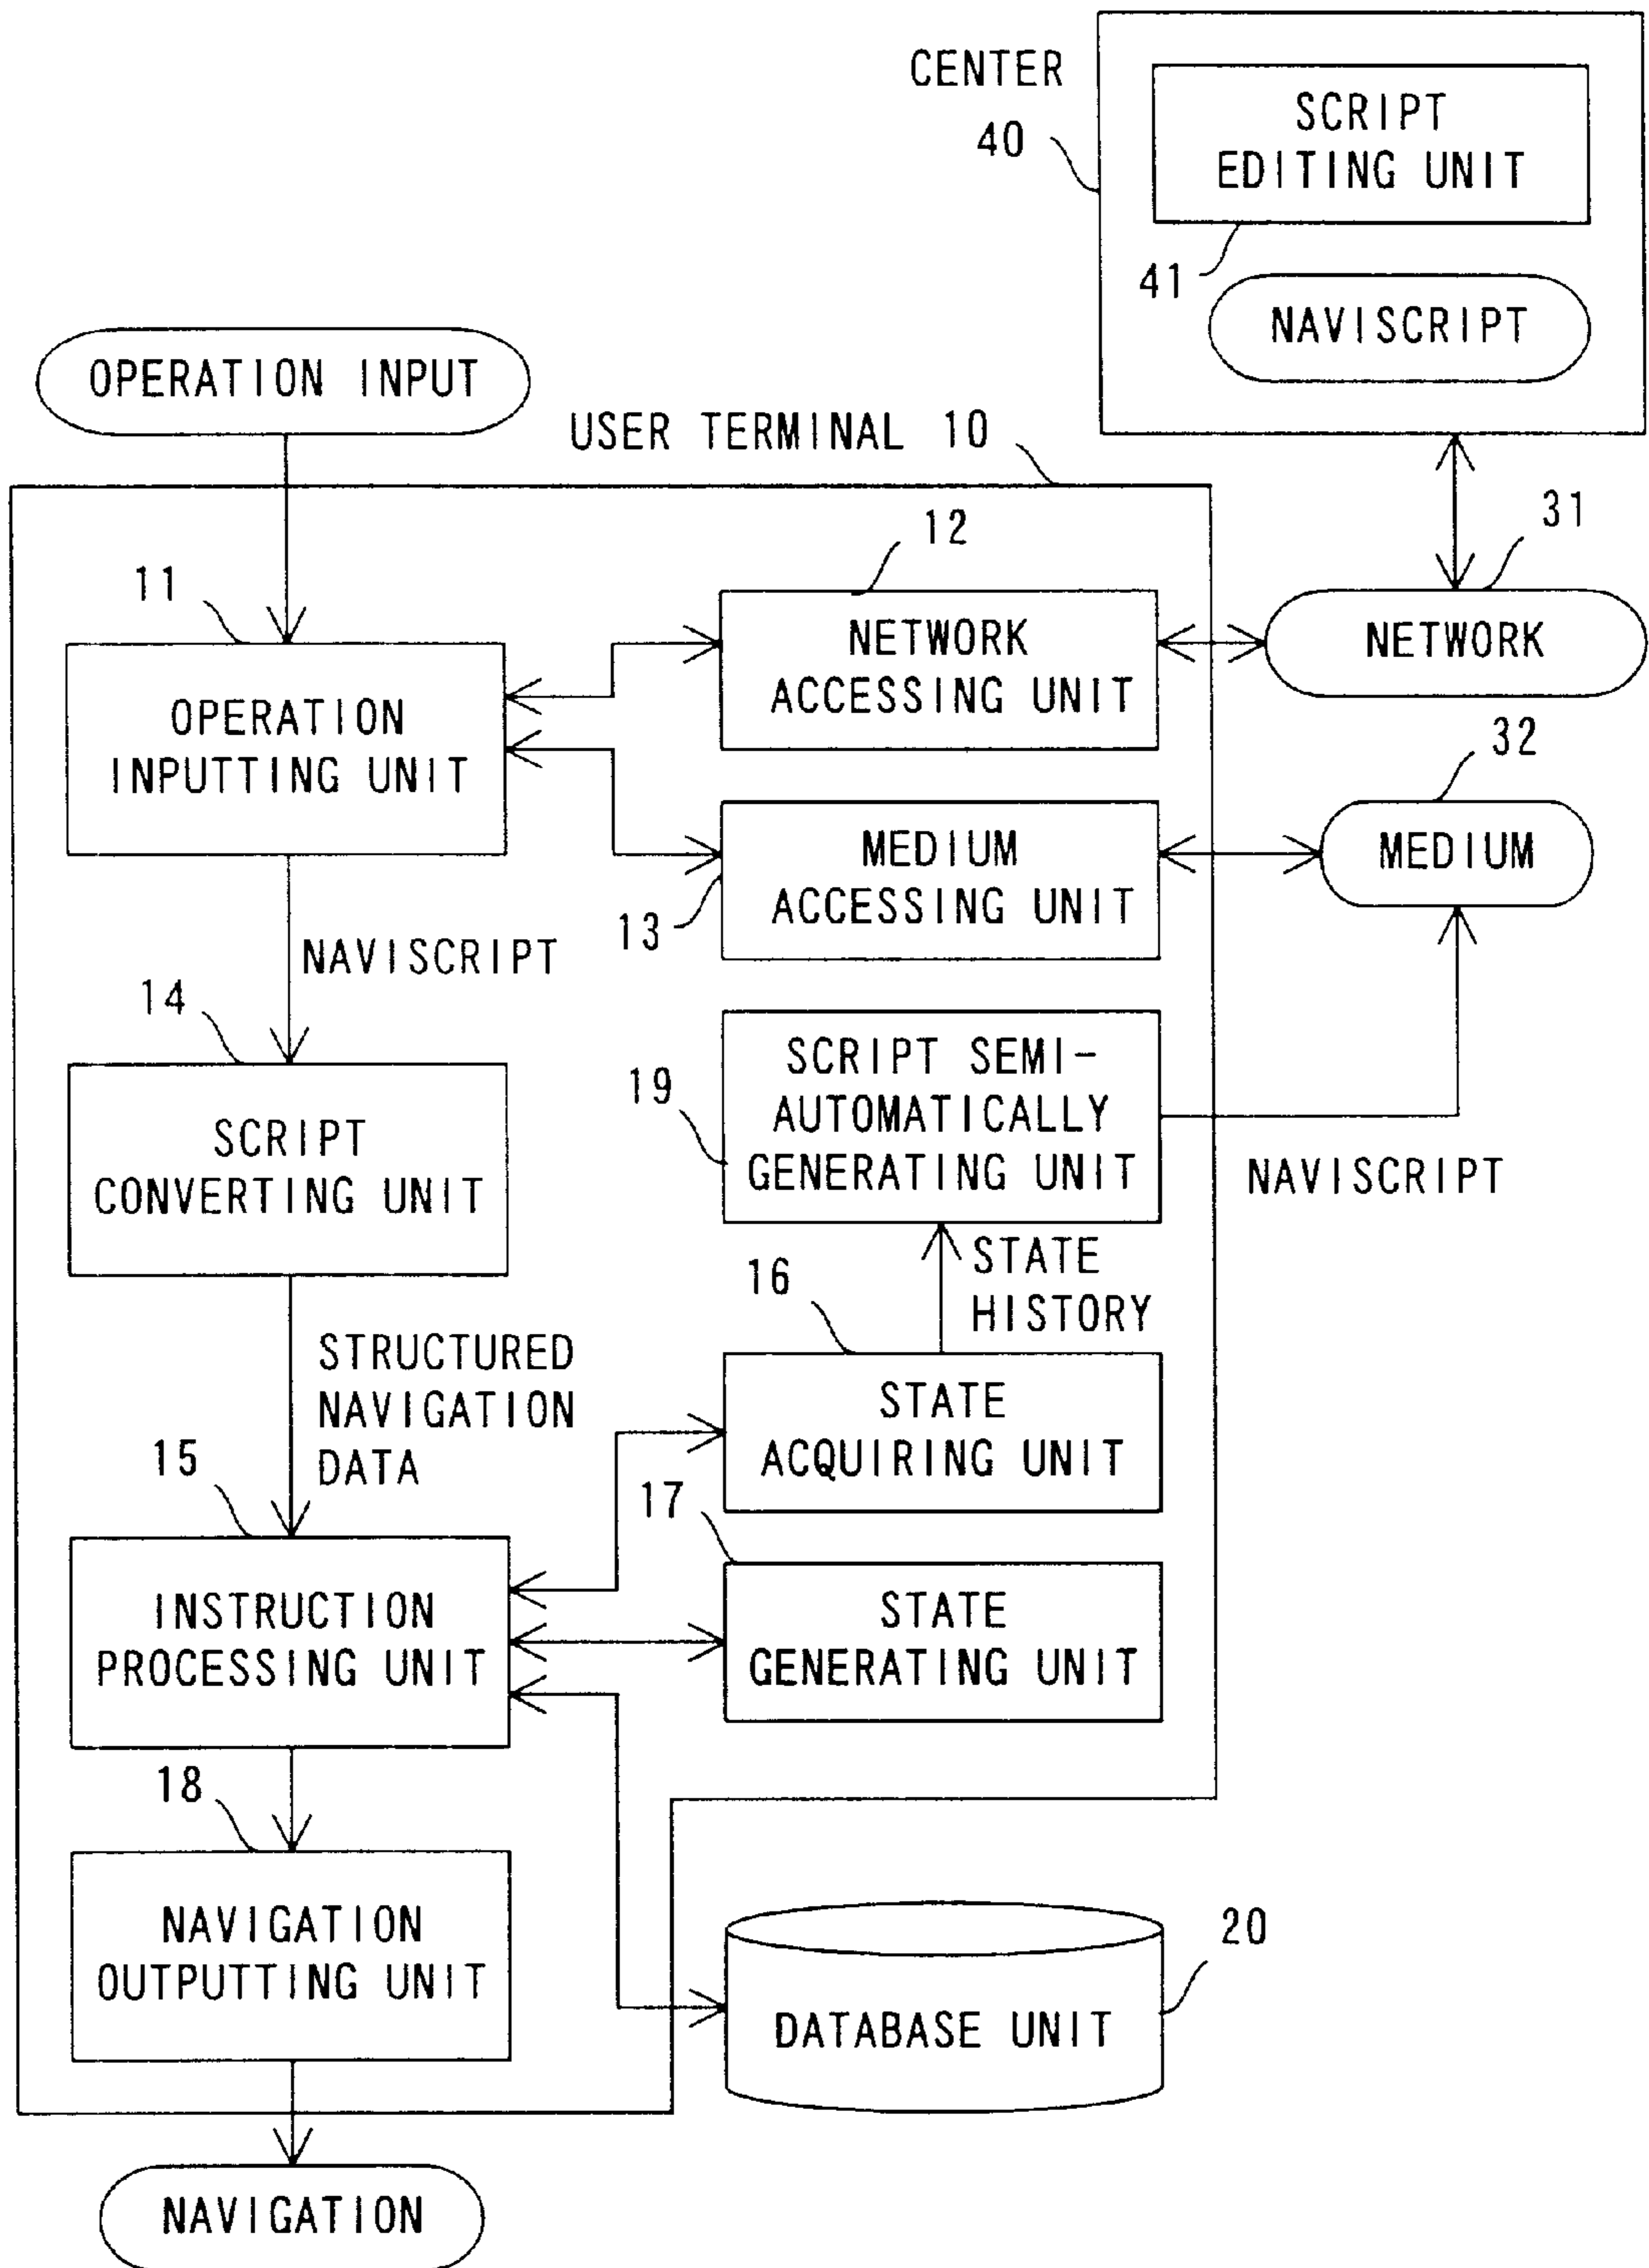 CENTER
40
SCRIPT
EDITING UNIT
41
NAVISCRIPT
OPERATION INPUT
USER TERMINAL 10
31
12
11
NETWORK
ACCESSING UNIT
NETWORK
OPERATION
INPUTTING UNIT
32
MEDIUM
ACCESSING UNIT
MEDIUM
13
NAVISCRIPT
14
SCRIPT SEMI-
AUTOMATICALLY
GENERATING UNIT
19
SCRIPT
CONVERTING UNIT
NAVISCRIPT
STATE
HISTORY
16
STRUCTURED
NAVIGATION
DATA
STATE
ACQUIRING UNIT
15
17
INSTRUCTION
PROCESSING UNIT
STATE
GENERATING UNIT
18
NAVIGATION
OUTPUTTING UNIT
20
DATABASE UNIT
NAVIGATION